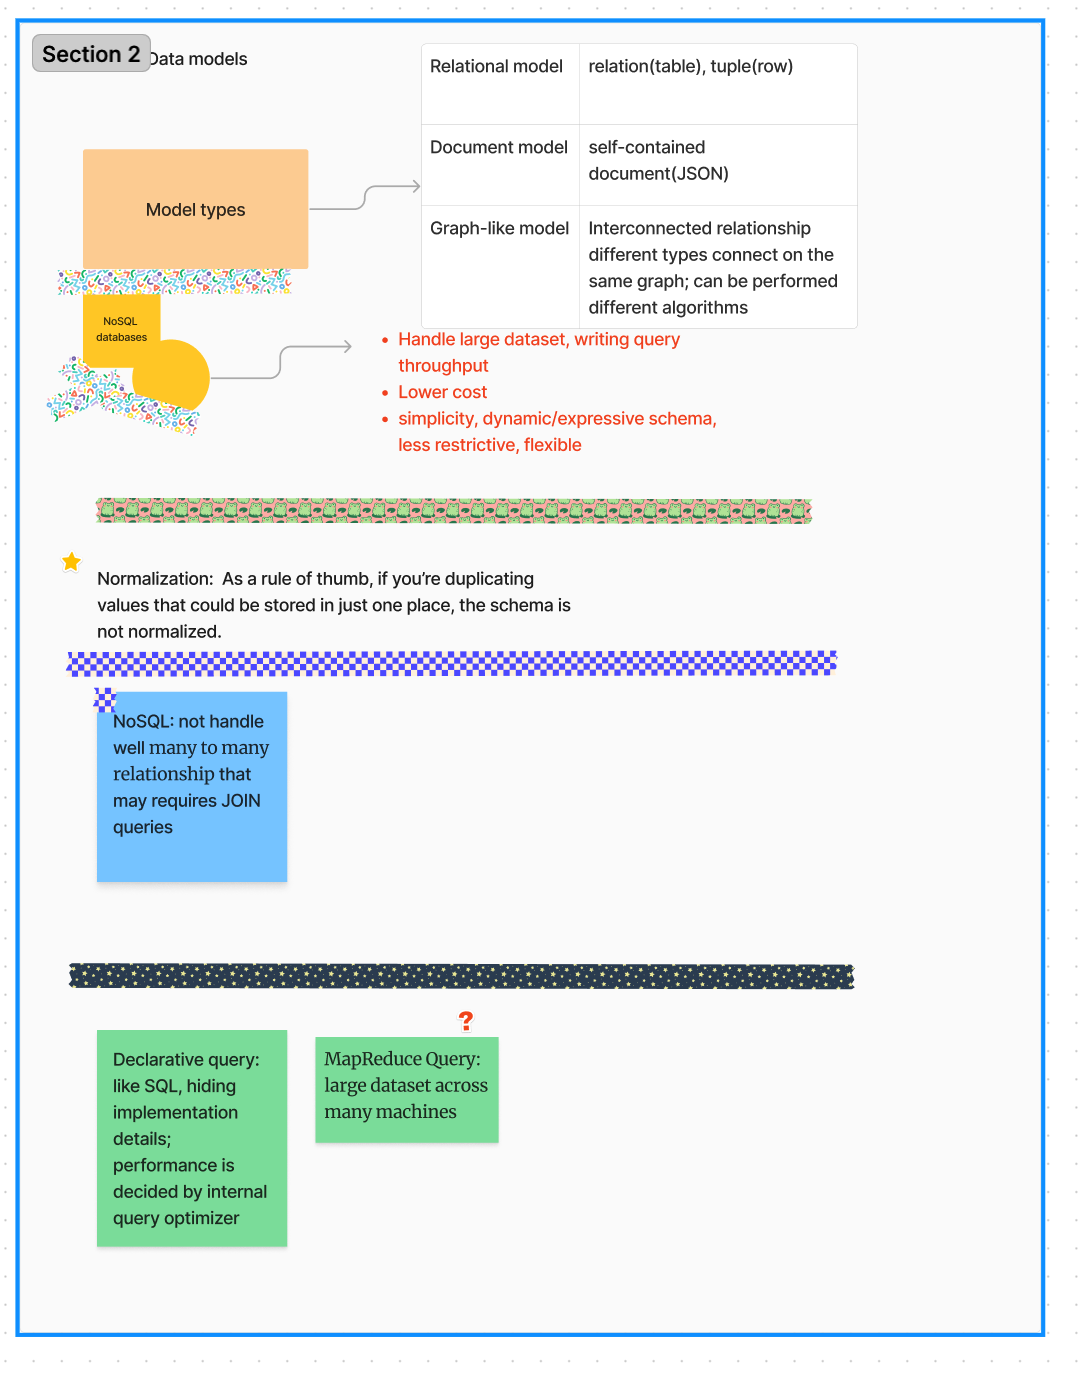 Section 2
Data models
Relational model
relation(table), tuple(row)
Document model
self-contained
document(JSON)
Graph-like model
Interconnected relationship
different types connect on the
same graph; can be performed
different algorithms
Model types
NoSQL
databases
• Handle large dataset, writing query
throughput
• Lower cost
• simplicity, dynamic/expressive schema,
less restrictive, flexible
Normalization:  As a rule of thumb, if you’re duplicating
values that could be stored in just one place, the schema is
not normalized.
NoSQL: not handle
well many to many
relationship that
may requires JOIN
queries
Declarative query:
like SQL, hiding
implementation
details;
performance is
decided by internal
query optimizer
?
MapReduce Query:
large dataset across
many machines